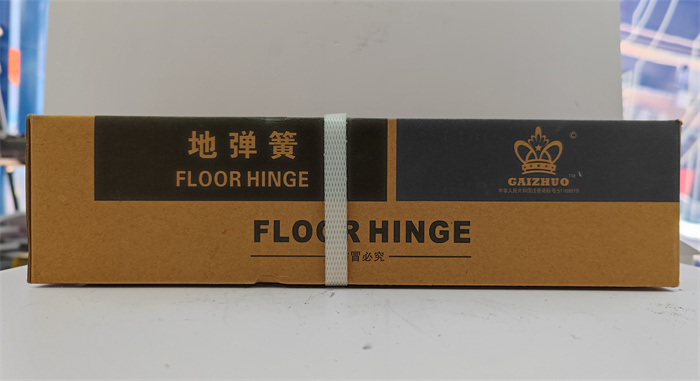 地弹簧
FLOOR HINGE
©
GAIZHUO
FLOOR HINGE
冒必究